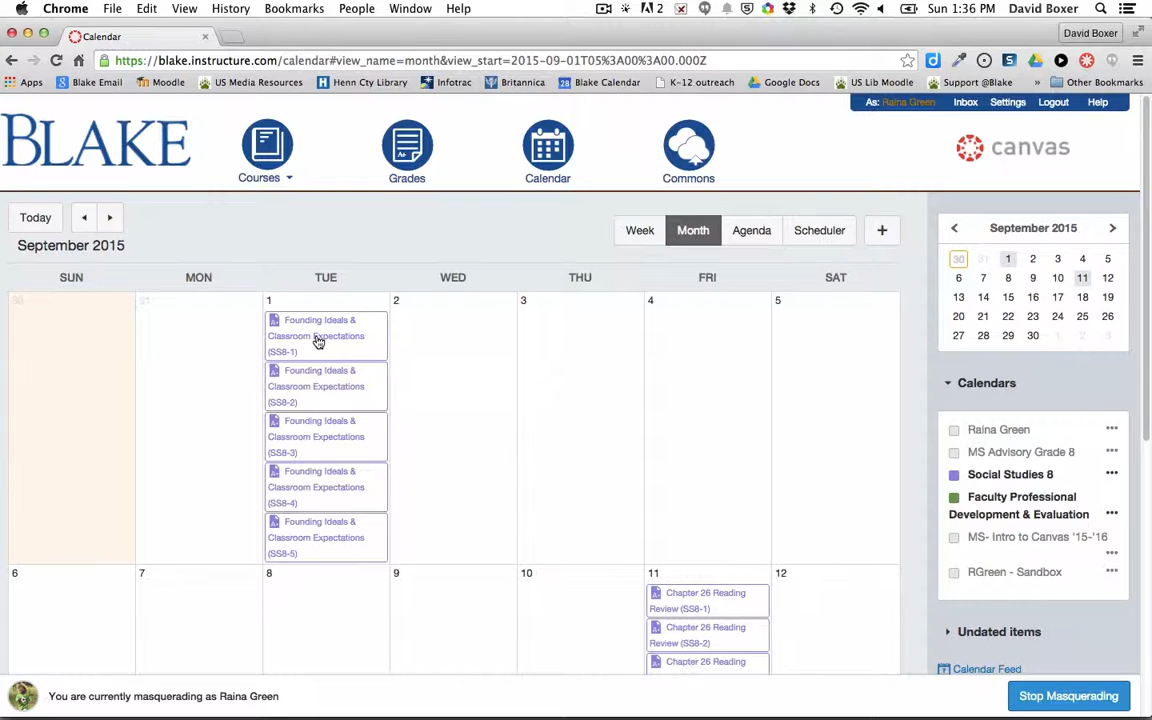 Chrome File Edit View History Bookmarks People Window Help 2 5 Sun 1:36 PM David Boxer
Calendar David Boxer
https://blake.instructure.com/calendar#view_name=month&view_start=2015-09-01T05%3A00%3A00.000Z
Apps Blake Email Moodle US Media Resources Henn Cty Library Infotrac Britannica 28 Blake Calendar K-12 outreach Google Docs US Lib Moodle Support @Blake » Other Bookmarks
As: Raina Green Inbox Settings Logout Help
BLAKE
Courses Grades Calendar Commons
canvas
Today
Week Month Agenda Scheduler +
September 2015
SUN MON TUE WED THU FRI SAT
30 31 1 2 3 4 5
Founding Ideals &
Classroom Expectations
(SS8-1)
Founding Ideals &
Classroom Expectations
(SS8-2)
Founding Ideals &
Classroom Expectations
(SS8-3)
Founding Ideals &
Classroom Expectations
(SS8-4)
Founding Ideals &
Classroom Expectations
(SS8-5)
6 7 8 9 10 11 12
Chapter 26 Reading
Review (SS8-1)
Chapter 26 Reading
Review (SS8-2)
Chapter 26 Reading
September 2015
30 31 1 2 3 4 5
6 7 8 9 10 11 12
13 14 15 16 17 18 19
20 21 22 23 24 25 26
27 28 29 30 1 2 3
Calendars
Raina Green
MS Advisory Grade 8
Social Studies 8
Faculty Professional
Development & Evaluation
MS- Intro to Canvas '15-'16
RGreen - Sandbox
Undated items
Calendar Feed
You are currently masquerading as Raina Green
Stop Masquerading